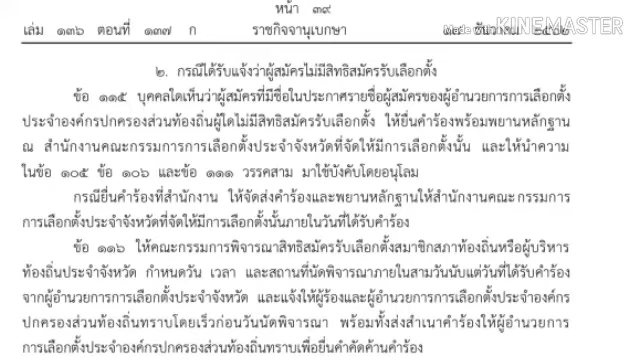 หน้า ๓๙
เล่ม ๑๓๖ ตอนที่ ๑๓๗ ก ราชกิจจานุเบกษา ธันวาคม ๒๕๖๒
Made with KINEMASTER
๒. กรณีได้รับแจ้งว่าผู้สมัครไม่มีสิทธิสมัครรับเลือกตั้ง
ข้อ ๑๑๕ บุคคลใดเห็นว่าผู้สมัครที่มีชื่อในประกาศรายชื่อผู้สมัครของผู้อำนวยการการเลือกตั้ง
ประจำองค์กรปกครองส่วนท้องถิ่นผู้ใดไม่มีสิทธิสมัครรับเลือกตั้ง ให้ยื่นคำร้องพร้อมพยานหลักฐาน
ณ สำนักงานคณะกรรมการการเลือกตั้งประจำจังหวัดที่จัดให้มีการเลือกตั้งนั้น และให้นำความ
ในข้อ ๑๐๕ ข้อ ๑๐๖ และข้อ ๑๑๑ วรรคสาม มาใช้บังคับโดยอนุโลม
กรณียื่นคำร้องที่สำนักงาน ให้จัดส่งคำร้องและพยานหลักฐานให้สำนักงานคณะกรรมการ
การเลือกตั้งประจำจังหวัดที่จัดให้มีการเลือกตั้งนั้นภายในวันที่ได้รับคำร้อง
ข้อ ๑๑๖ ให้คณะกรรมการพิจารณาสิทธิสมัครรับเลือกตั้งสมาชิกสภาท้องถิ่นหรือผู้บริหาร
ท้องถิ่นประจำจังหวัด กำหนดวัน เวลา และสถานที่นัดพิจารณาภายในสามวันนับแต่วันที่ได้รับคำร้อง
จากผู้อำนวยการการเลือกตั้งประจำจังหวัด และแจ้งให้ผู้ร้องและผู้อำนวยการการเลือกตั้งประจำองค์กร
ปกครองส่วนท้องถิ่นทราบโดยเร็วก่อนวันนัดพิจารณา พร้อมทั้งส่งสำเนาคำร้องให้ผู้อำนวยการ
การเลือกตั้งประจำองค์กรปกครองส่วนท้องถิ่นทราบเพื่อยื่นคำคัดค้านคำร้อง